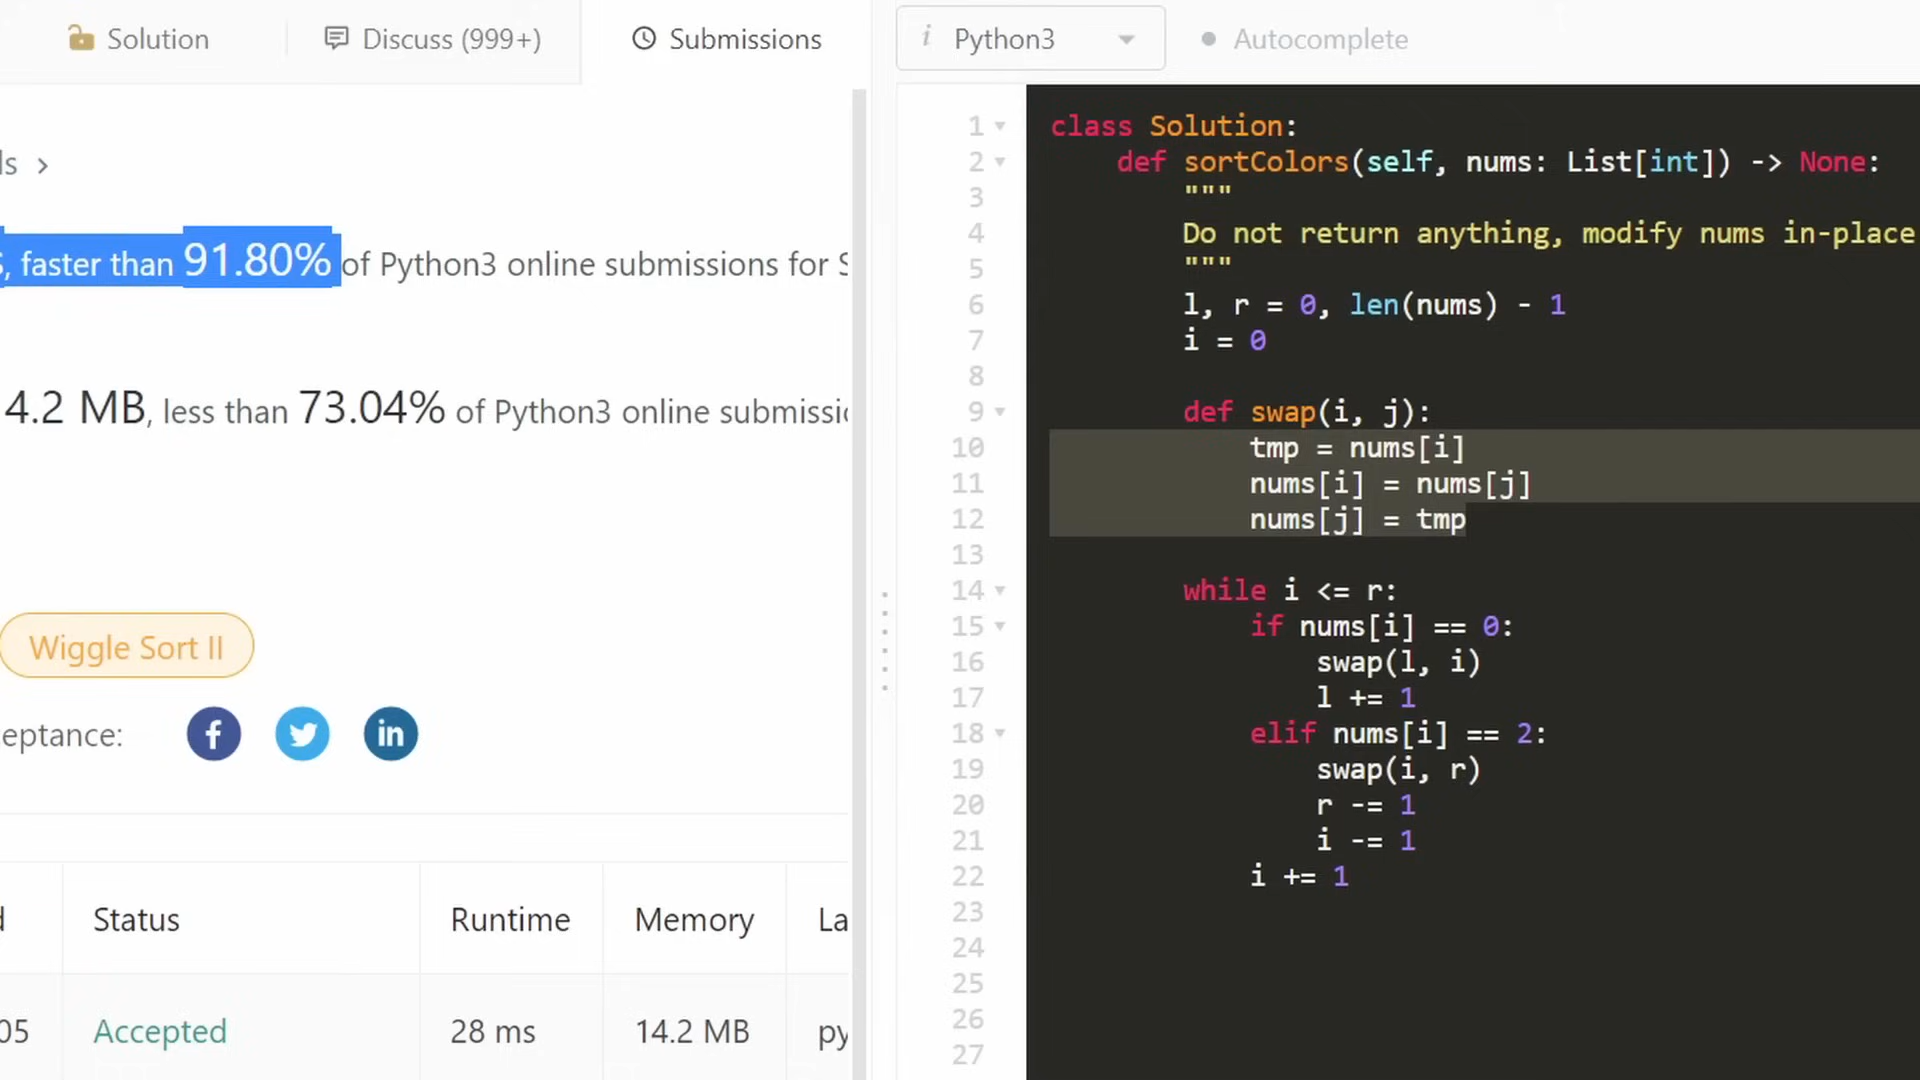 Solution
Discuss (999+)
Submissions
i Python3
Autocomplete
ls >
, faster than 91.80% of Python3 online submissions for S
4.2 MB, less than 73.04% of Python3 online submissi
Wiggle Sort II
eptance:
f
in
Status Runtime Memory La
05 Accepted 28 ms 14.2 MB py
1 class Solution:
2 def sortColors(self, nums: List[int]) -> None:
3 """
4 Do not return anything, modify nums in-place
5 """
6 l, r = 0, len(nums) - 1
7 i = 0
8
9 def swap(i, j):
10 tmp = nums[i]
11 nums[i] = nums[j]
12 nums[j] = tmp
13
14 while i <= r:
15 if nums[i] == 0:
16 swap(l, i)
17 l += 1
18 elif nums[i] == 2:
19 swap(i, r)
20 r -= 1
21 i -= 1
22 i += 1
23
24
25
26
27